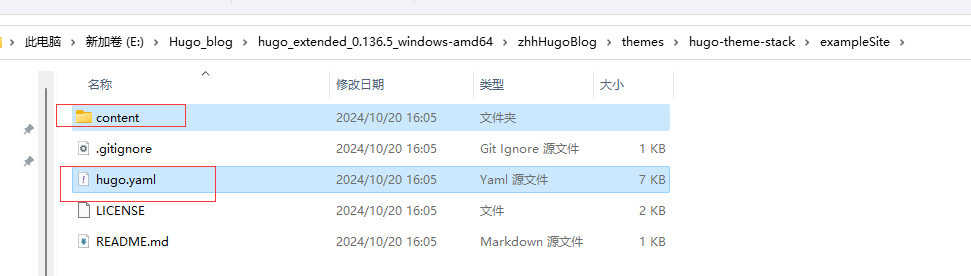 此电脑 > 新加卷 (E:) > Hugo_blog > hugo_extended_0.136.5_windows-amd64 > zhhHugoBlog > themes > hugo-theme-stack > exampleSite >
名称 修改日期 类型 大小
content 2024/10/20 16:05 文件夹
.gitignore 2024/10/20 16:05 Git Ignore 源文件 1 KB
hugo.yaml 2024/10/20 16:05 Yaml 源文件 7 KB
LICENSE 2024/10/20 16:05 文件 2 KB
README.md 2024/10/20 16:05 Markdown 源文件 1 KB